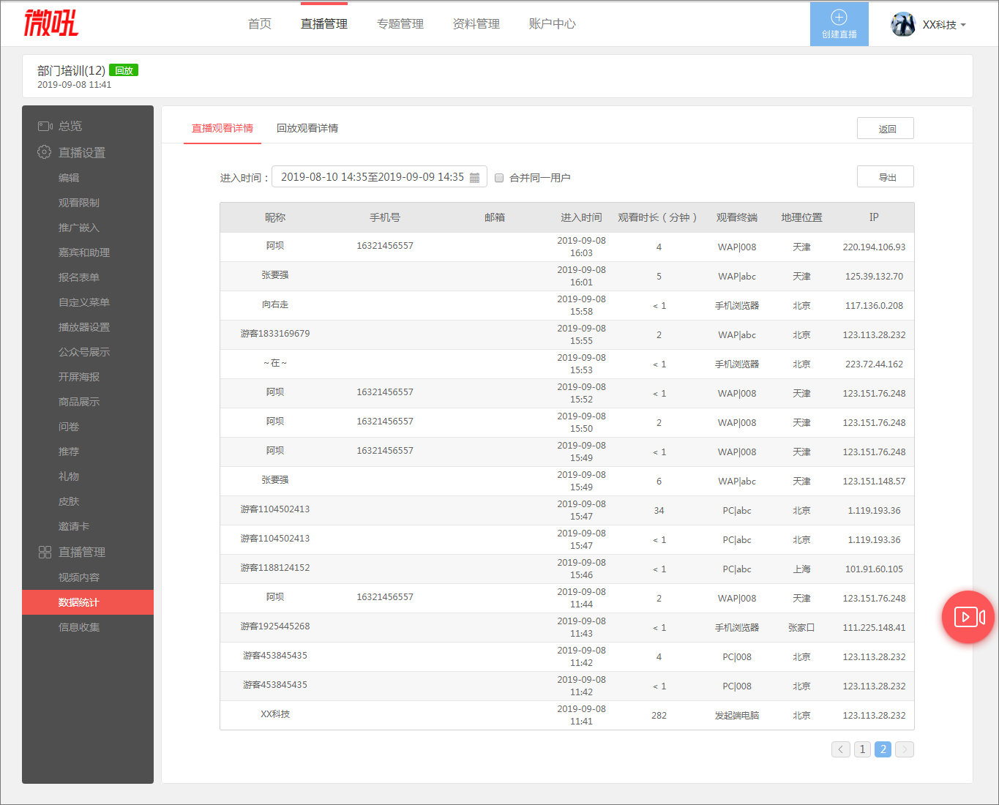 微吼
首页 直播管理 专题管理 资料管理 账户中心
创建直播
XX科技
部门培训(12) 回放
2019-09-08 11:41
总览
直播设置
编辑
观看限制
推广嵌入
嘉宾和助理
报名表单
自定义菜单
播放器设置
公众号展示
开屏海报
商品展示
问卷
推荐
礼物
皮肤
邀请卡
直播管理
视频内容
数据统计
信息收集
直播观看详情 回放观看详情 返回
进入时间： 2019-08-10 14:35至2019-09-09 14:35 合并同一用户 导出
昵称 手机号 邮箱 进入时间 观看时长（分钟） 观看终端 地理位置 IP
阿坝 16321456557 2019-09-08 16:03 4 WAP|008 天津 220.194.106.93
张要强 2019-09-08 16:01 5 WAP|abc 天津 125.39.132.70
向右走 2019-09-08 15:58 < 1 手机浏览器 北京 117.136.0.208
游客1833169679 2019-09-08 15:55 2 WAP|abc 北京 123.113.28.232
~在~ 2019-09-08 15:53 < 1 手机浏览器 北京 223.72.44.162
阿坝 16321456557 2019-09-08 15:52 < 1 WAP|008 天津 123.151.76.248
阿坝 16321456557 2019-09-08 15:50 2 WAP|008 天津 123.151.76.248
阿坝 16321456557 2019-09-08 15:49 < 1 WAP|008 天津 123.151.76.248
张要强 2019-09-08 15:49 6 WAP|abc 天津 123.151.148.57
游客1104502413 2019-09-08 15:47 34 PC|abc 北京 1.119.193.36
游客1104502413 2019-09-08 15:47 < 1 PC|abc 北京 1.119.193.36
游客1188124152 2019-09-08 15:46 < 1 PC|abc 上海 101.91.60.105
阿坝 16321456557 2019-09-08 11:44 2 WAP|008 天津 123.151.76.248
游客1925445268 2019-09-08 11:43 < 1 手机浏览器 张家口 111.225.148.41
游客453845435 2019-09-08 11:42 4 PC|008 北京 123.113.28.232
游客453845435 2019-09-08 11:42 < 1 PC|008 北京 123.113.28.232
XX科技 2019-09-08 11:41 282 发起端电脑 北京 123.113.28.232
< 1 2 >